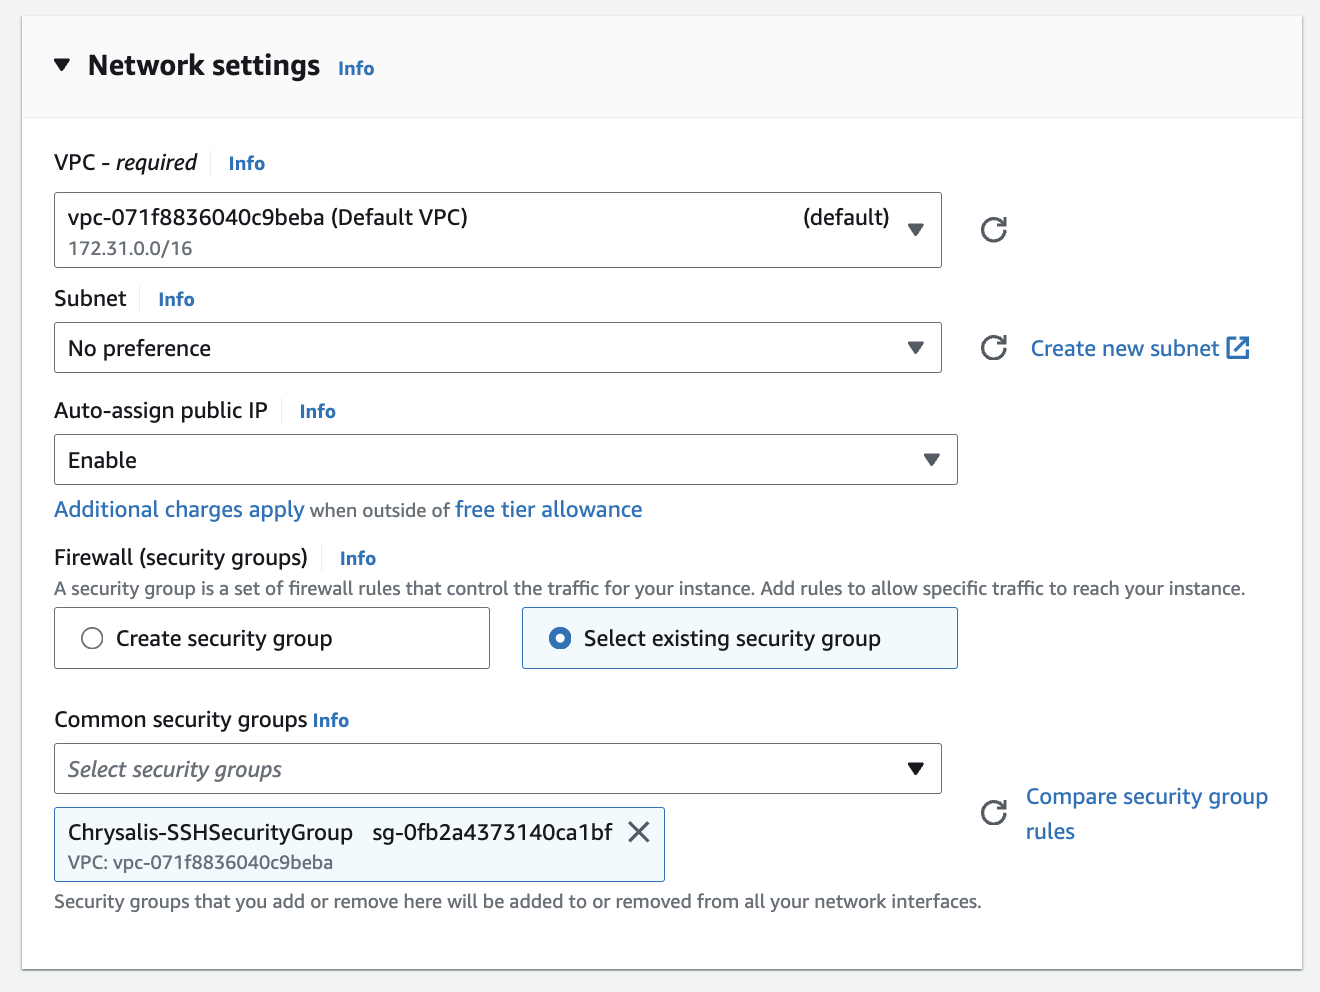 Network settings Info
VPC - required Info
vpc-071f8836040c9beba (Default VPC) (default)
172.31.0.0/16
Subnet Info
No preference
Create new subnet
Auto-assign public IP Info
Enable
Additional charges apply when outside of free tier allowance
Firewall (security groups) Info
A security group is a set of firewall rules that control the traffic for your instance. Add rules to allow specific traffic to reach your instance.
Create security group
Select existing security group
Common security groups Info
Select security groups
Compare security group
rules
Chrysalis-SSHSecurityGroup sg-0fb2a4373140ca1bf
VPC: vpc-071f8836040c9beba
Security groups that you add or remove here will be added to or removed from all your network interfaces.